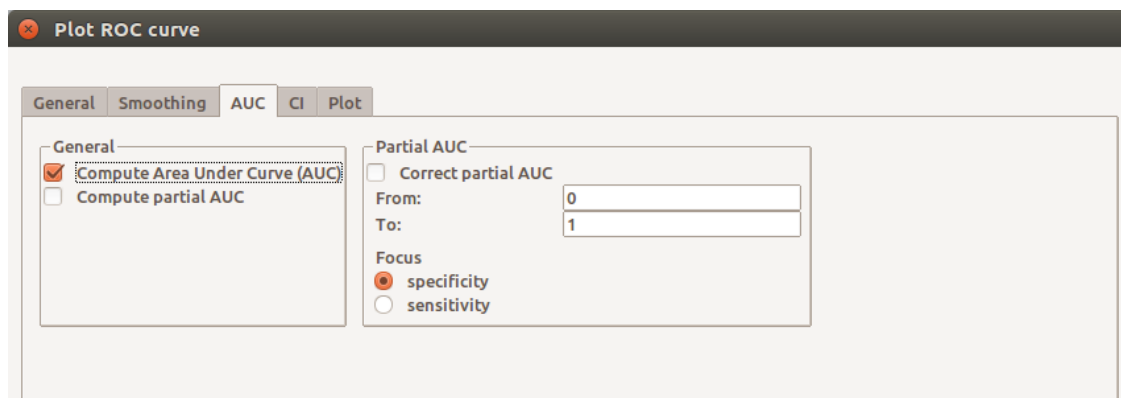 Plot ROC curve
General Smoothing AUC CI Plot
General
Compute Area Under Curve (AUC)
Compute partial AUC
Partial AUC
Correct partial AUC
From: 0
To: 1
Focus
specificity
sensitivity